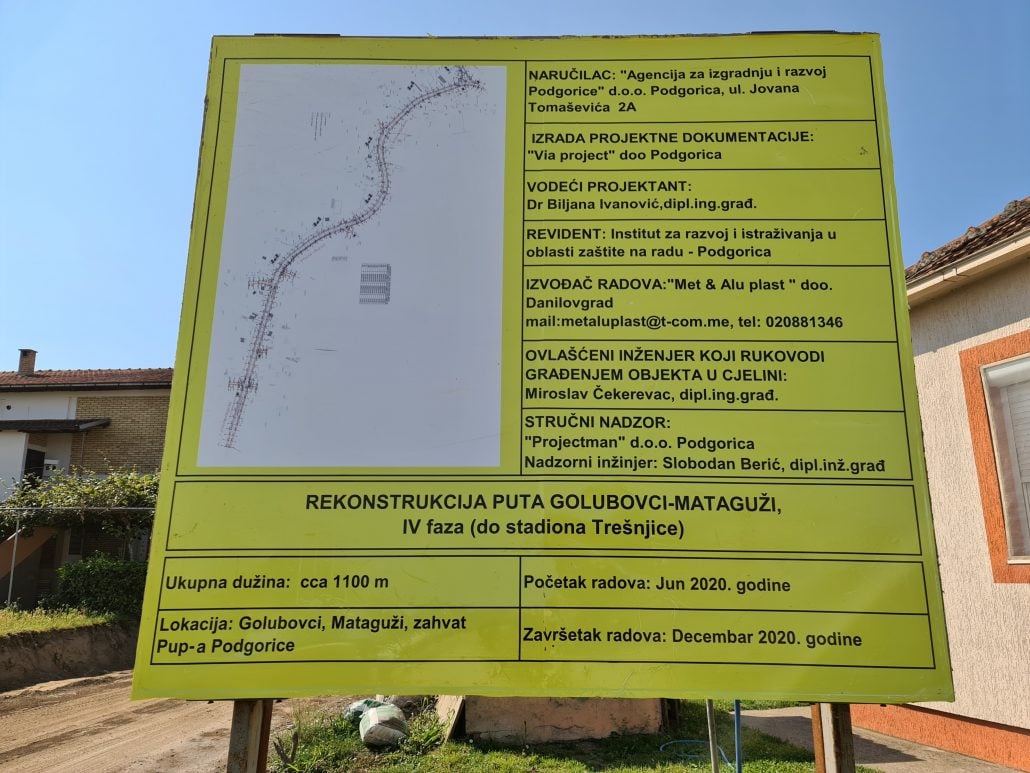 NARUČILAC: "Agencija za izgradnju i razvoj
Podgorice" d.o.o. Podgorica, ul. Jovana
Tomaševića 2A
IZRADA PROJEKTNE DOKUMENTACIJE:
"Via project" doo Podgorica
VODEĆI PROJEKTANT:
Dr Biljana Ivanović,dipl.ing.građ.
REVIDENT: Institut za razvoj i istraživanja u
oblasti zaštite na radu - Podgorica
IZVOĐAČ RADOVA:"Met & Alu plast " doo.
Danilovgrad
mail:metaluplast@t-com.me, tel: 020881346
OVLAŠĆENI INŽENJER KOJI RUKOVODI
GRAĐENJEM OBJEKTA U CJELINI:
Miroslav Čekerevac, dipl.ing.građ.
STRUČNI NADZOR:
"Projectman" d.o.o. Podgorica
Nadzorni inžinjer: Slobodan Berić, dipl.inž.građ
REKONSTRUKCIJA PUTA GOLUBOVCI-MATAGUŽI,
IV faza (do stadiona Trešnjice)
Ukupna dužina: cca 1100 m
Početak radova: Jun 2020. godine
Lokacija: Golubovci, Mataguži, zahvat
Pup-a Podgorice
Završetak radova: Decembar 2020. godine